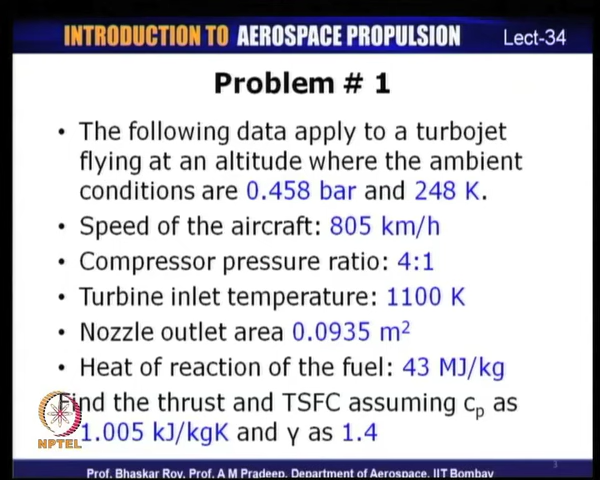 INTRODUCTION TO AEROSPACE PROPULSION Lect-34
Problem # 1
• The following data apply to a turbojet
flying at an altitude where the ambient
conditions are 0.458 bar and 248 K.
• Speed of the aircraft: 805 km/h
• Compressor pressure ratio: 4:1
• Turbine inlet temperature: 1100 K
• Nozzle outlet area 0.0935 m²
• Heat of reaction of the fuel: 43 MJ/kg
Find the thrust and TSFC assuming cp as
1.005 kJ/kgK and γ as 1.4
NPTEL
3
Prof. Bhaskar Roy, Prof. A M Pradeep, Department of Aerospace, IIT Bombay